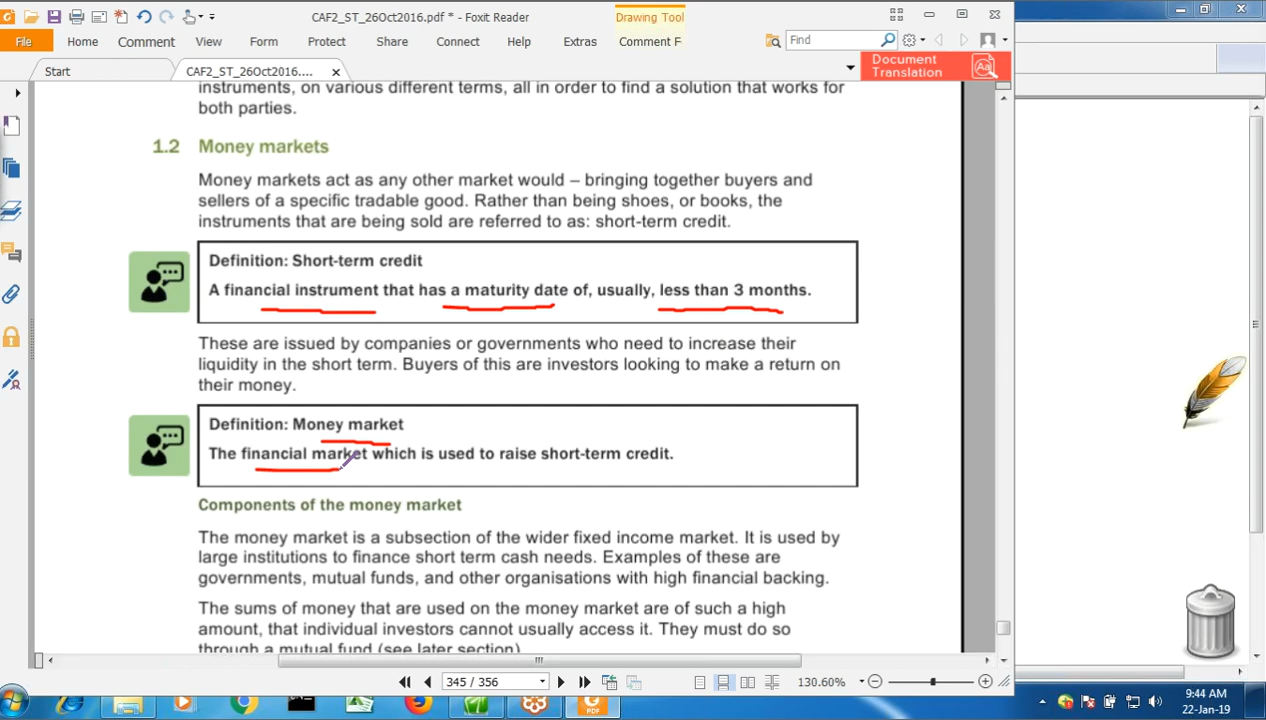 CAF2_ST_26Oct2016.pdf * - Foxit Reader
Drawing Tool
File Home Comment View Form Protect Share Connect Help Extras Comment F Find
Start CAF2_ST_26Oct2016.... Document
Translation
instruments, on various different terms, all in order to find a solution that works for
both parties.
1.2 Money markets
Money markets act as any other market would – bringing together buyers and
sellers of a specific tradable good. Rather than being shoes, or books, the
instruments that are being sold are referred to as: short-term credit.
Definition: Short-term credit
A financial instrument that has a maturity date of, usually, less than 3 months.
These are issued by companies or governments who need to increase their
liquidity in the short term. Buyers of this are investors looking to make a return on
their money.
Definition: Money market
The financial market which is used to raise short-term credit.
Components of the money market
The money market is a subsection of the wider fixed income market. It is used by
large institutions to finance short term cash needs. Examples of these are
governments, mutual funds, and other organisations with high financial backing.
The sums of money that are used on the money market are of such a high
amount, that individual investors cannot usually access it. They must do so
through a mutual fund (see later section)
345 / 356 130.60%
9:44 AM
22-Jan-19